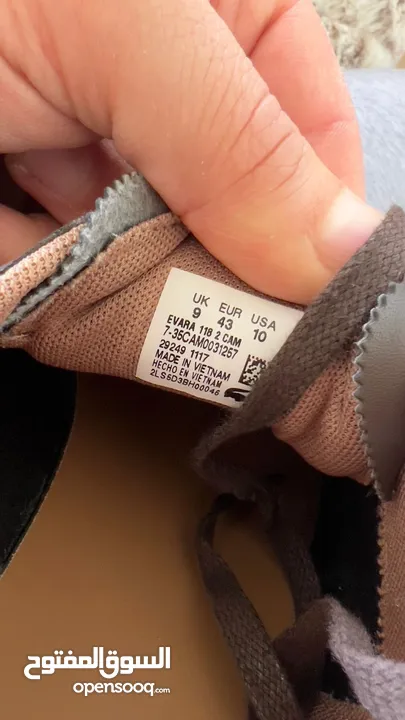 UK EUR USA
9 43 10
EVARA 118 2 CAM
7-35CAM0031257
29249 1117
MADE IN VIETNAM
HECHO EN VIETNAM
2LS5D3BH00046
السوق المفتوح
opensooq.com